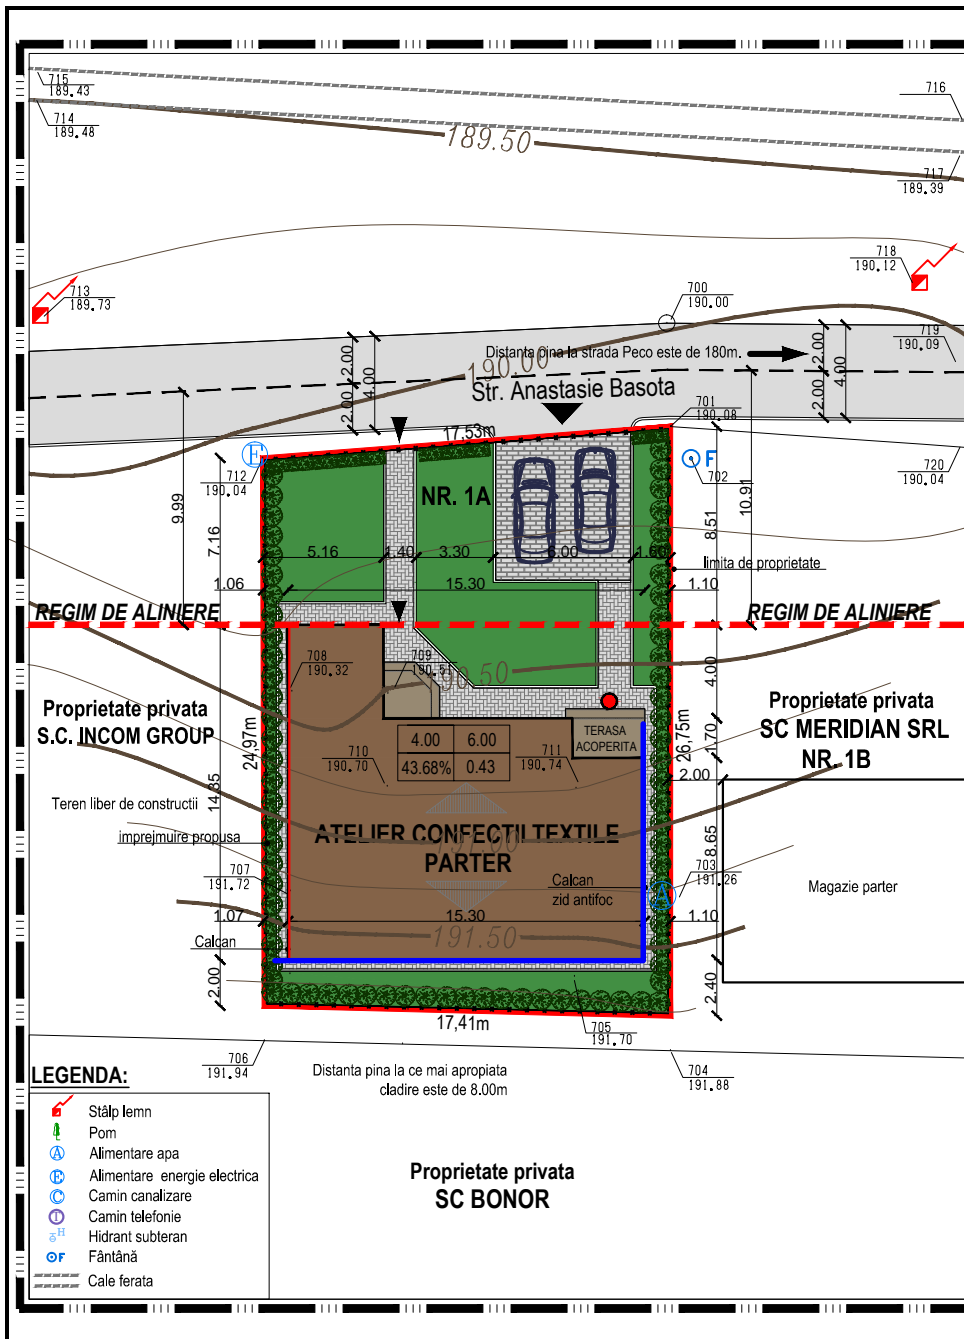 715
189.43
714
189.48
189.50
716
717
189.39
718
190.12
713
189.73
700
190.00
719
190.09
Distanta pina la strada Peco este de 180m.
190.00
Str. Anastasie Basota
2.00
2.00
4.00
2.00
2.00
4.00
701
190.08
17,53m
E
712
190.04
F
702
720
190.04
NR. 1A
9.99
7.16
10.91
8.51
5.16
1.40
3.30
6.00
1.60
limita de proprietate
1.06
15.30
1.10
REGIM DE ALINIERE
REGIM DE ALINIERE
708
190.32
709
190.51
190.50
4.00
Proprietate privata
S.C. INCOM GROUP
Proprietate privata
SC MERIDIAN SRL
NR. 1B
24,97m
26,75m
TERASA
ACOPERITA
4.00
6.00
43.68%
0.43
710
190.70
711
190.74
1.70
2.00
14.85
Teren liber de constructii
imprejmuire propusa
ATELIER CONFECTII TEXTILE
PARTER
191.00
8.65
707
191.72
703
191.26
Calcan
zid antifoc
A
Magazie parter
1.07
15.30
1.10
191.50
Calcan
2.00
2.40
17,41m
705
191.70
706
191.94
704
191.88
Distanta pina la ce mai apropiata
cladire este de 8.00m
LEGENDA:
Stâlp lemn
Pom
A Alimentare apa
E Alimentare energie electrica
C Camin canalizare
T Camin telefonie
H Hidrant subteran
F Fântână
Cale ferata
Proprietate privata
SC BONOR